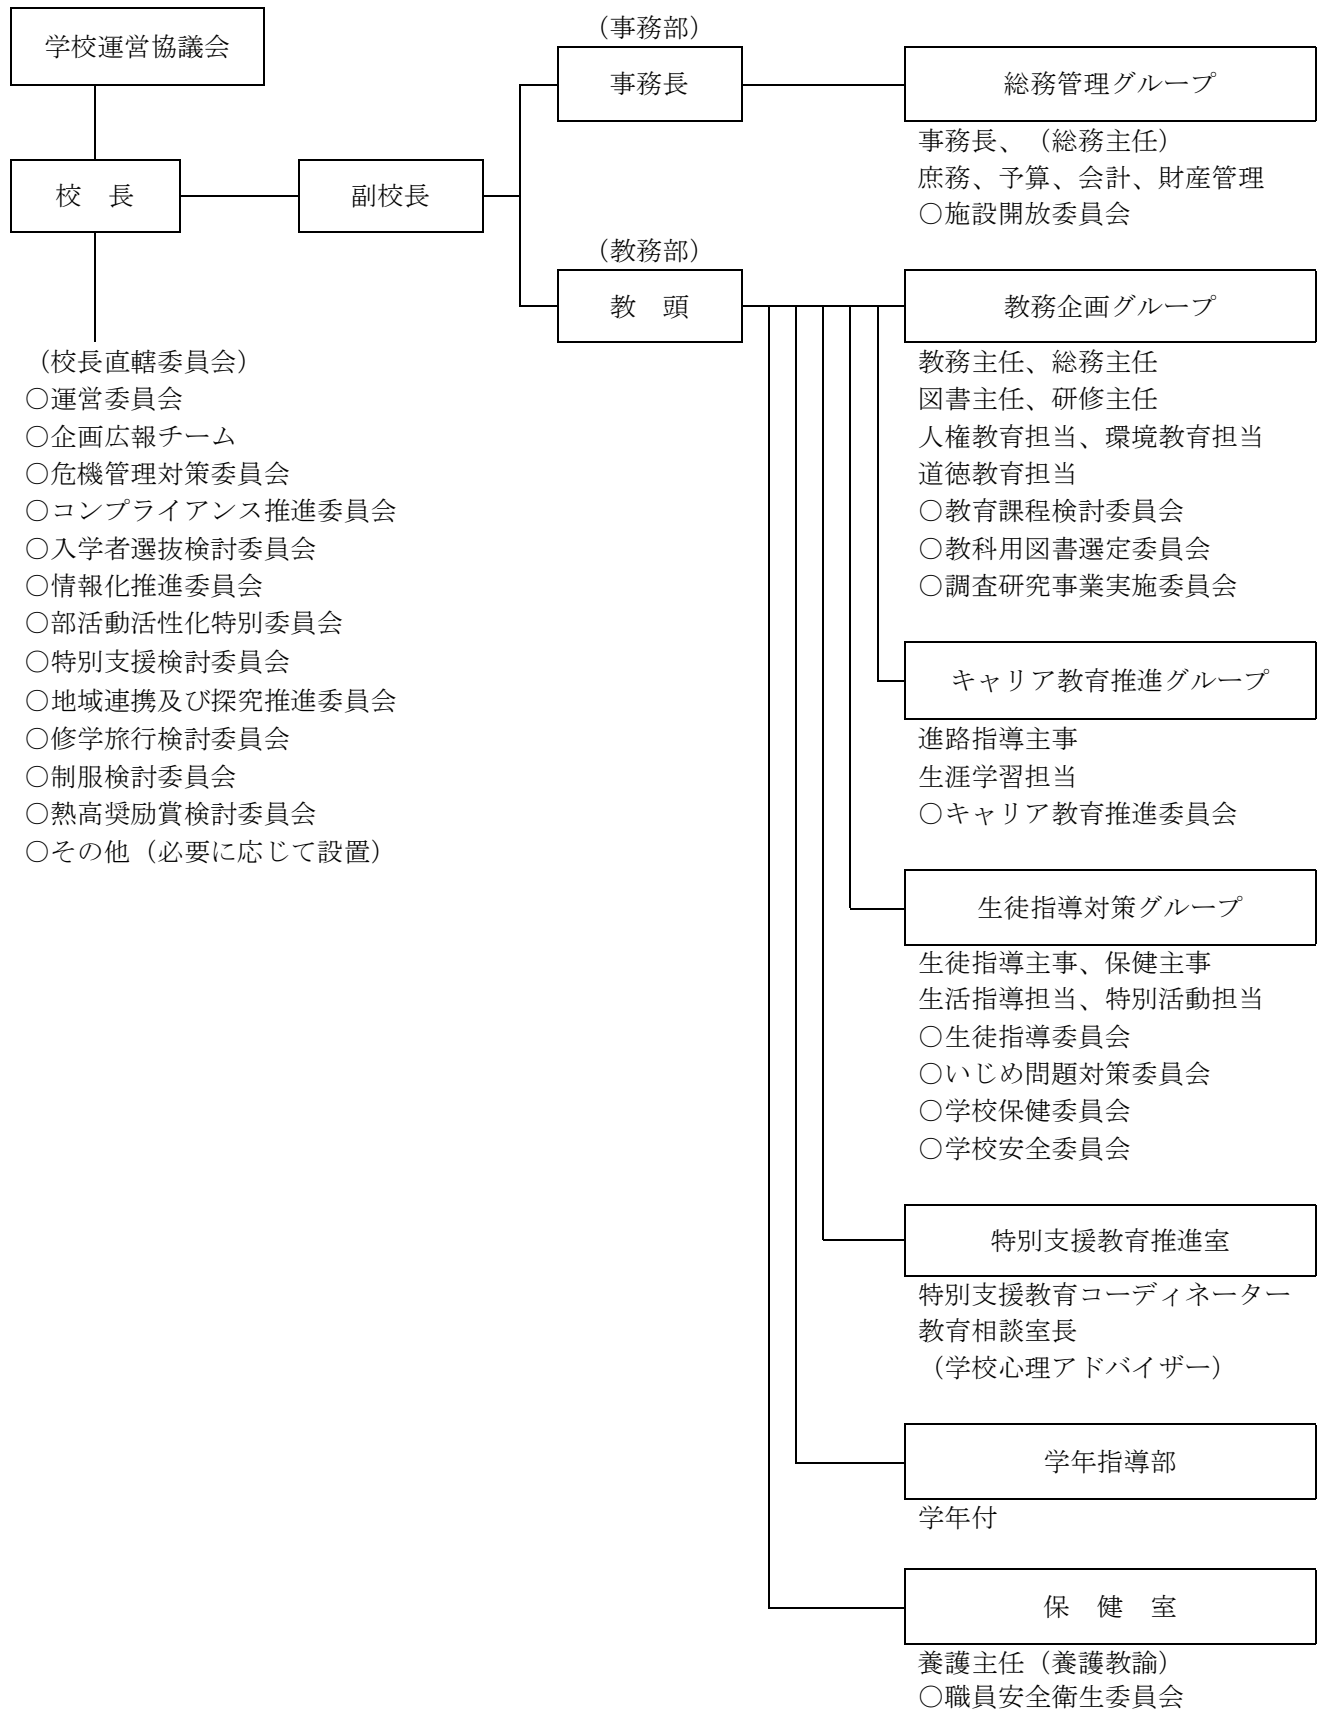 学校運営協議会
校　長
(校長直轄委員会)
○運営委員会
○企画広報チーム
○危機管理対策委員会
○コンプライアンス推進委員会
○入学者選抜検討委員会
○情報化推進委員会
○部活動活性化特別委員会
○特別支援検討委員会
○地域連携及び探究推進委員会
○修学旅行検討委員会
○制服検討委員会
○熱高奨励賞検討委員会
○その他（必要に応じて設置）
副校長
（事務部）
事務長
総務管理グループ
事務長、（総務主任）
庶務、予算、会計、財産管理
○施設開放委員会
（教務部）
教　頭
教務企画グループ
教務主任、総務主任
図書主任、研修主任
人権教育担当、環境教育担当
道徳教育担当
○教育課程検討委員会
○教科用図書選定委員会
○調査研究事業実施委員会
キャリア教育推進グループ
進路指導主事
生涯学習担当
○キャリア教育推進委員会
生徒指導対策グループ
生徒指導主事、保健主事
生活指導担当、特別活動担当
○生徒指導委員会
○いじめ問題対策委員会
○学校保健委員会
○学校安全委員会
特別支援教育推進室
特別支援教育コーディネーター
教育相談室長
（学校心理アドバイザー）
学年指導部
学年付
保　健　室
養護主任（養護教諭）
○職員安全衛生委員会